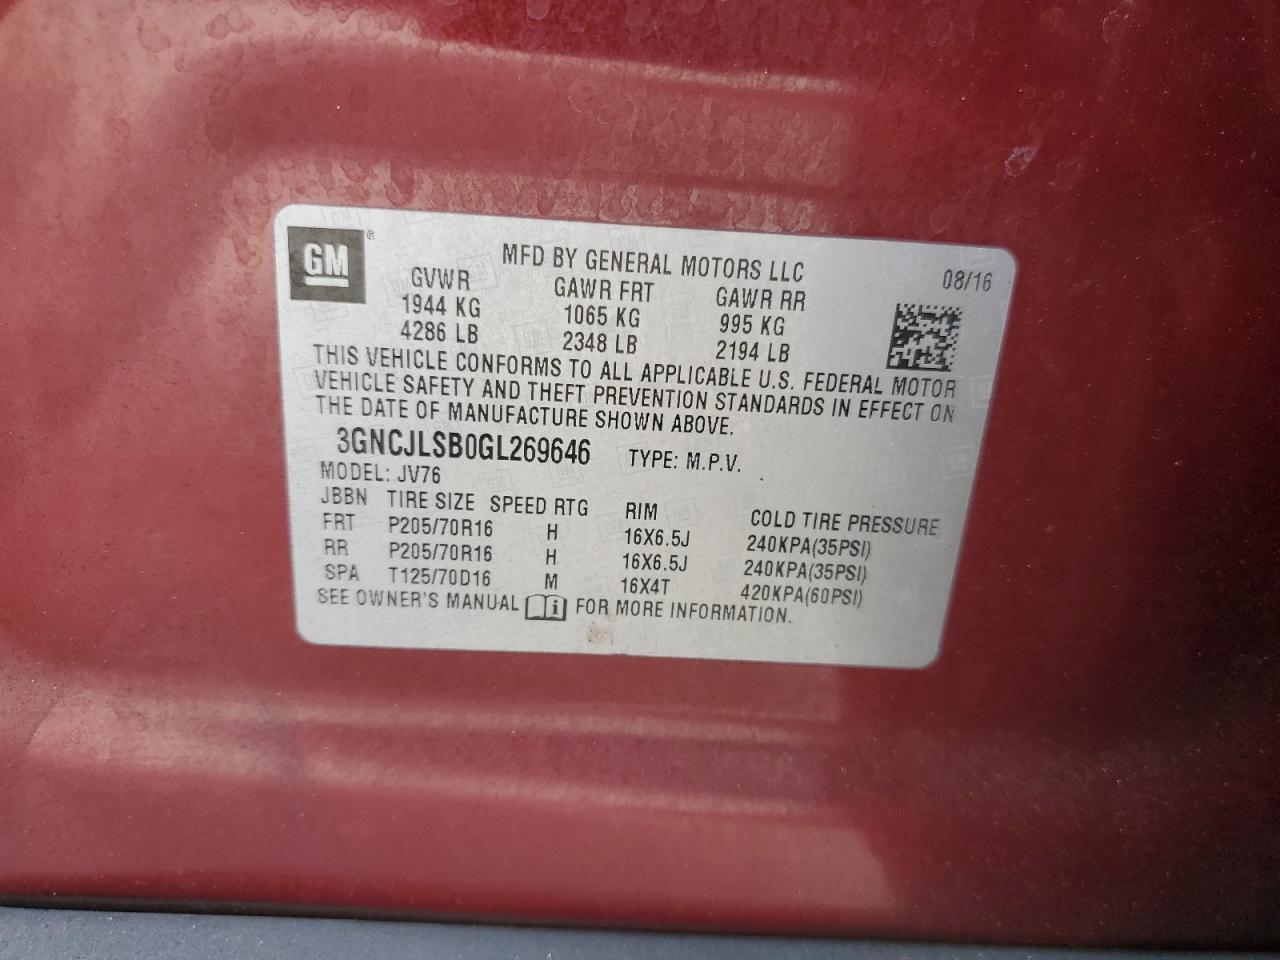 GM ®
MFD BY GENERAL MOTORS LLC 08/16
GVWR GAWR FRT GAWR RR
1944 KG 1065 KG 995 KG
4286 LB 2348 LB 2194 LB
THIS VEHICLE CONFORMS TO ALL APPLICABLE U.S. FEDERAL MOTOR
VEHICLE SAFETY AND THEFT PREVENTION STANDARDS IN EFFECT ON
THE DATE OF MANUFACTURE SHOWN ABOVE.
3GNCJLSB0GL269646 TYPE: M.P.V.
MODEL: JV76
JBBN TIRE SIZE SPEED RTG RIM COLD TIRE PRESSURE
FRT P205/70R16 H 16X6.5J 240KPA(35PSI)
RR P205/70R16 H 16X6.5J 240KPA(35PSI)
SPA T125/70D16 M 16X4T 420KPA(60PSI)
SEE OWNER'S MANUAL i FOR MORE INFORMATION.